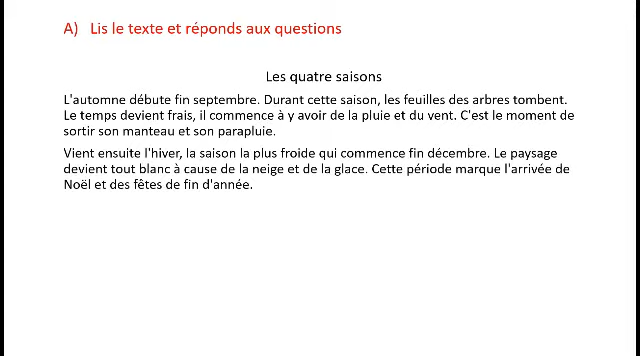 A) Lis le texte et réponds aux questions
Les quatre saisons
L'automne débute fin septembre. Durant cette saison, les feuilles des arbres tombent.
Le temps devient frais, il commence à y avoir de la pluie et du vent. C'est le moment de
sortir son manteau et son parapluie.
Vient ensuite l'hiver, la saison la plus froide qui commence fin décembre. Le paysage
devient tout blanc à cause de la neige et de la glace. Cette période marque l'arrivée de
Noël et des fêtes de fin d'année.